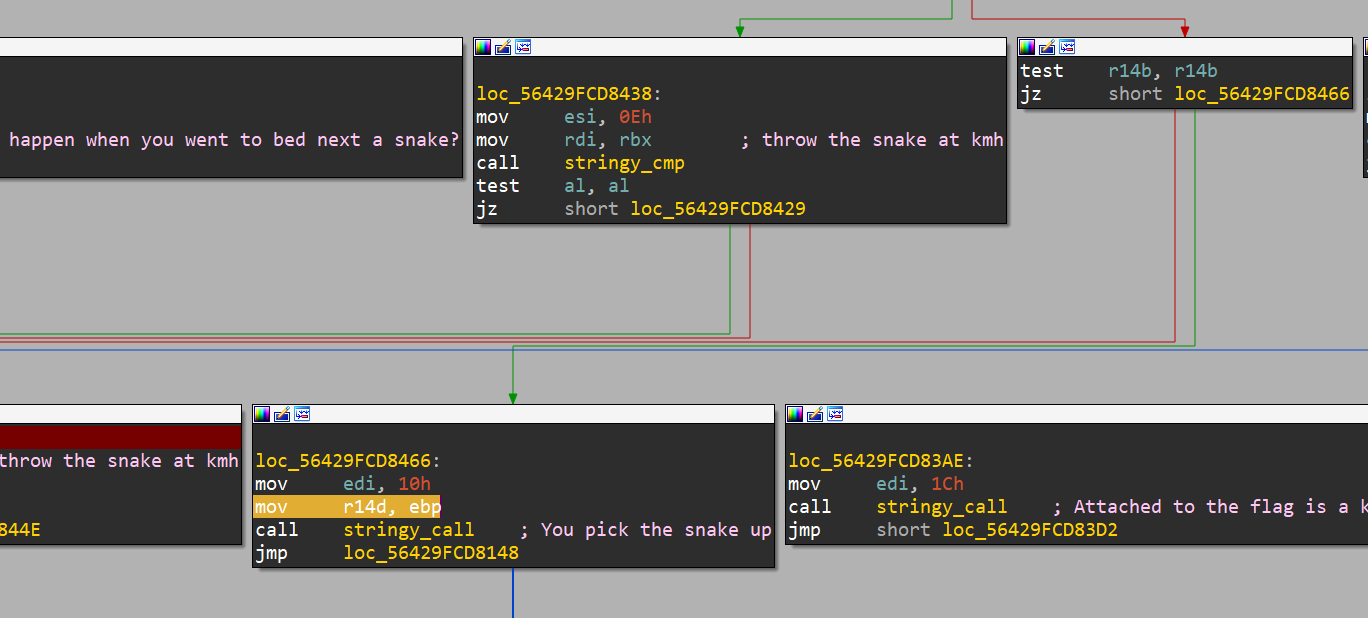 happen when you went to bed next a snake?
loc_56429FCD8438:
mov esi, 0Eh
mov rdi, rbx ; throw the snake at kmh
call stringy_cmp
test al, al
jz short loc_56429FCD8429
test r14b, r14b
jz short loc_56429FCD8466
throw the snake at kmh
844E
loc_56429FCD8466:
mov edi, 10h
mov r14d, ebp
call stringy_call ; You pick the snake up
jmp loc_56429FCD8148
loc_56429FCD83AE:
mov edi, 1Ch
call stringy_call ; Attached to the flag is a k
jmp short loc_56429FCD83D2